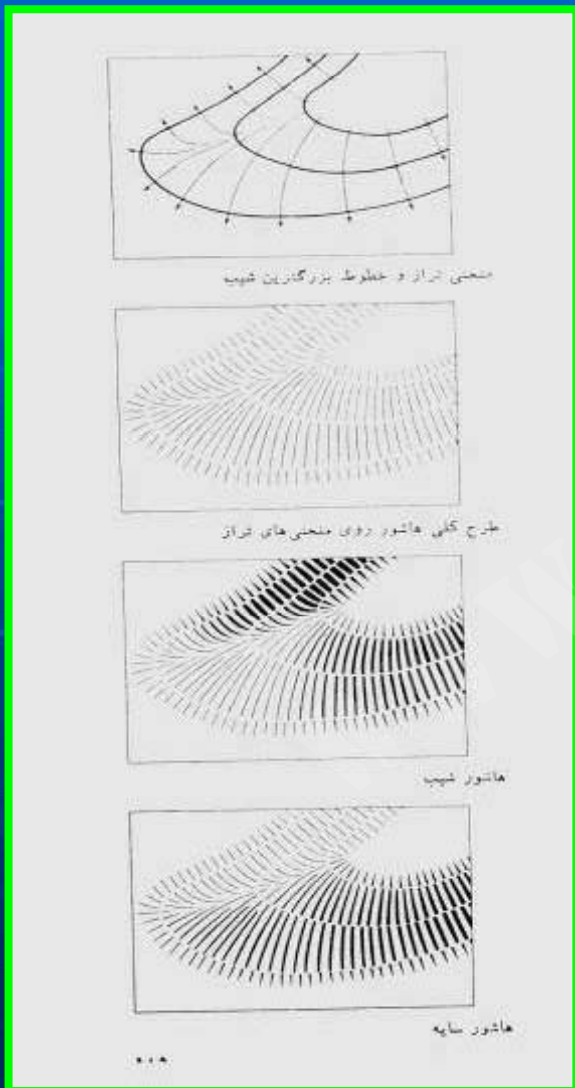 منحنی تراز و خطوط بزرگترین شیب
طرح کلی هاشور روی منحنی‌های تراز
هاشور شیب
هاشور سایه